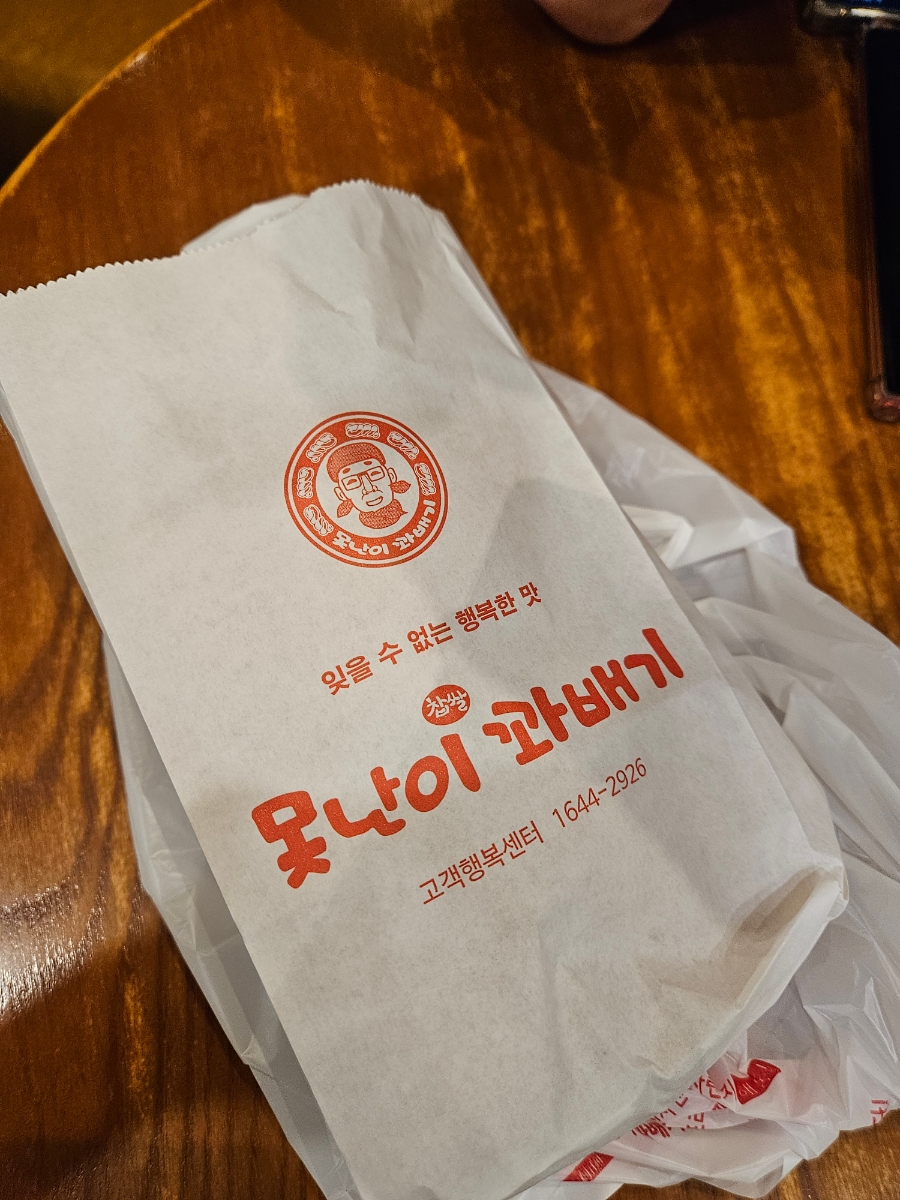 못난이 꽈배기
잊을 수 없는 행복한 맛
찹쌀
못난이 꽈배기
고객행복센터 1644-2926